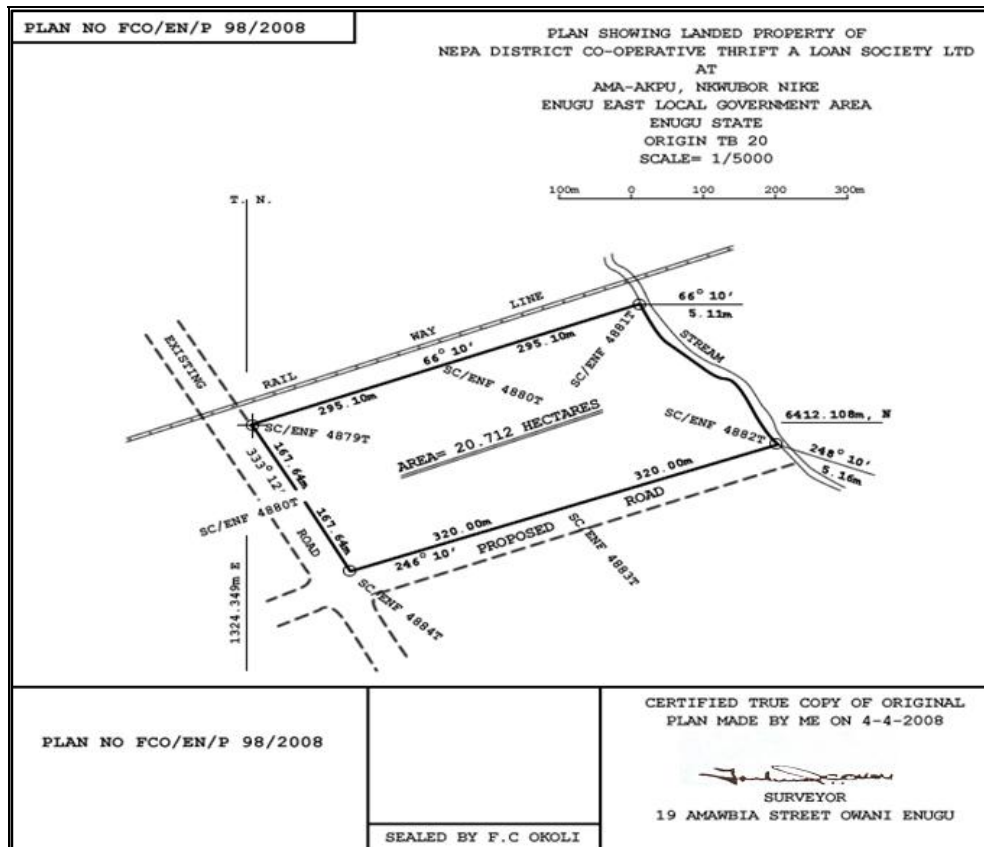 PLAN NO FCO/EN/P 98/2008
PLAN SHOWING LANDED PROPERTY OF
NEPA DISTRICT CO-OPERATIVE THRIFT A LOAN SOCIETY LTD
AT
AMA-AKPU, NKWUBOR NIKE
ENUGU EAST LOCAL GOVERNMENT AREA
ENUGU STATE
ORIGIN TB 20
SCALE= 1/5000
100m 0 100 200 300m
T. N.
RAIL WAY LINE
EXISTING ROAD
66° 10'
295.10m
295.10m
66° 10'
5.11m
STREAM
SC/ENF 4881T
SC/ENF 4880T
SC/ENF 4879T
SC/ENF 4882T
6412.108m, N
248° 10'
5.16m
AREA= 20.712 HECTARES
167.64m
333° 12'
167.64m
SC/ENF 4880T
320.00m
320.00m
246° 10'
PROPOSED ROAD
SC/ENF 4883T
SC/ENF 4884T
1324.349m E
PLAN NO FCO/EN/P 98/2008
SEALED BY F.C OKOLI
CERTIFIED TRUE COPY OF ORIGINAL
PLAN MADE BY ME ON 4-4-2008
SURVEYOR
19 AMAWBIA STREET OWANI ENUGU